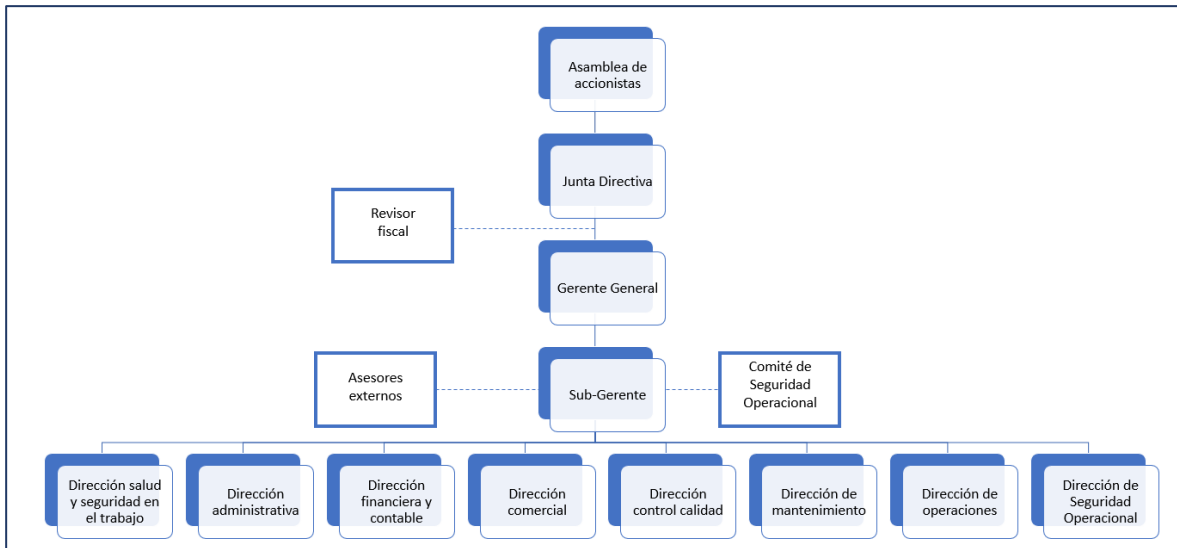 Asamblea de
accionistas
Junta Directiva
Revisor
fiscal
Gerente General
Asesores
externos
Sub-Gerente
Comité de
Seguridad
Operacional
Dirección salud
y seguridad en
el trabajo
Dirección
administrativa
Dirección
financiera y
contable
Dirección
comercial
Dirección
control calidad
Dirección de
mantenimiento
Dirección de
operaciones
Dirección de
Seguridad
Operacional